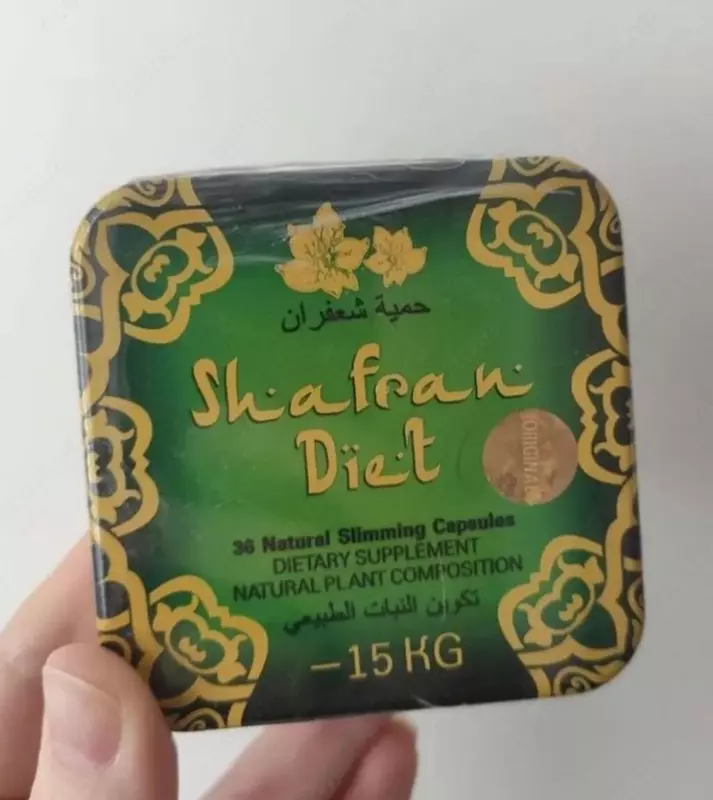 حمية شعفران
Shafran
Diet
ORIGINAL
36 Natural Slimming Capsules
DIETARY SUPPLEMENT
NATURAL PLANT COMPOSITION
تكوين النبات الطبيعي
–15 KG